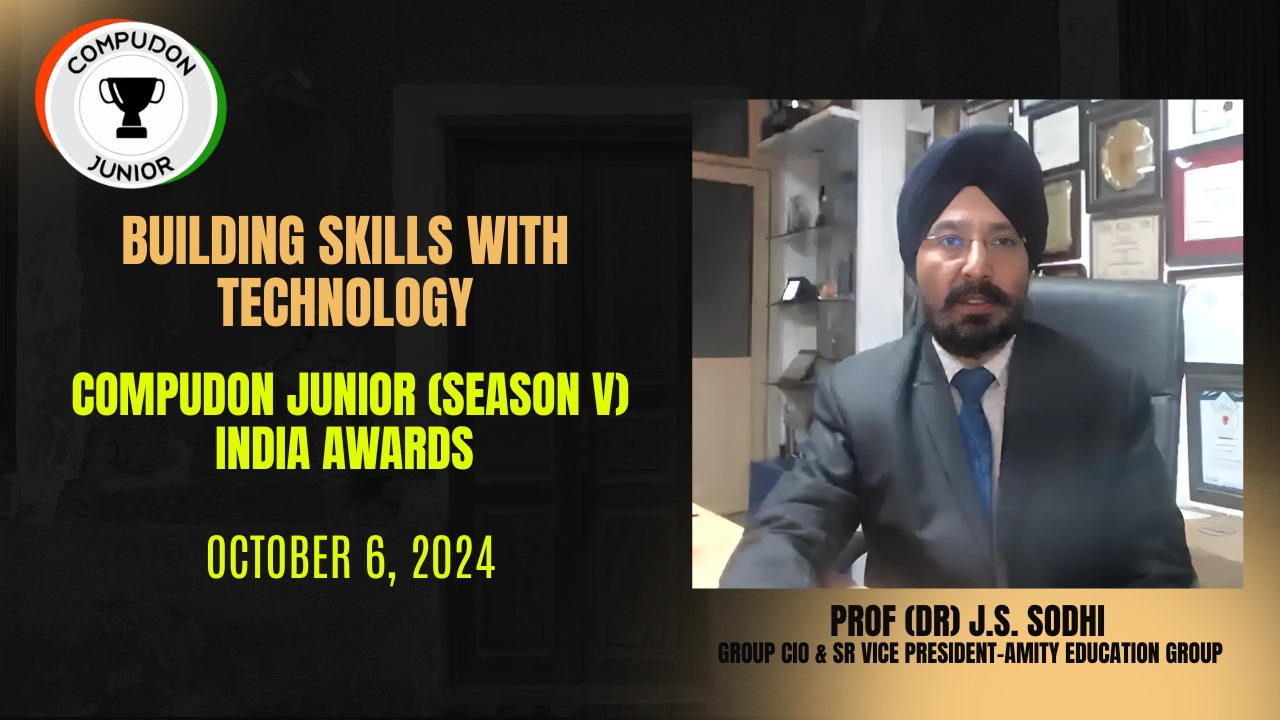 COMPUDON
JUNIOR
BUILDING SKILLS WITH
TECHNOLOGY
COMPUDON JUNIOR (SEASON V)
INDIA AWARDS
OCTOBER 6, 2024
PROF (DR) J.S. SODHI
GROUP CIO & SR VICE PRESIDENT-AMITY EDUCATION GROUP